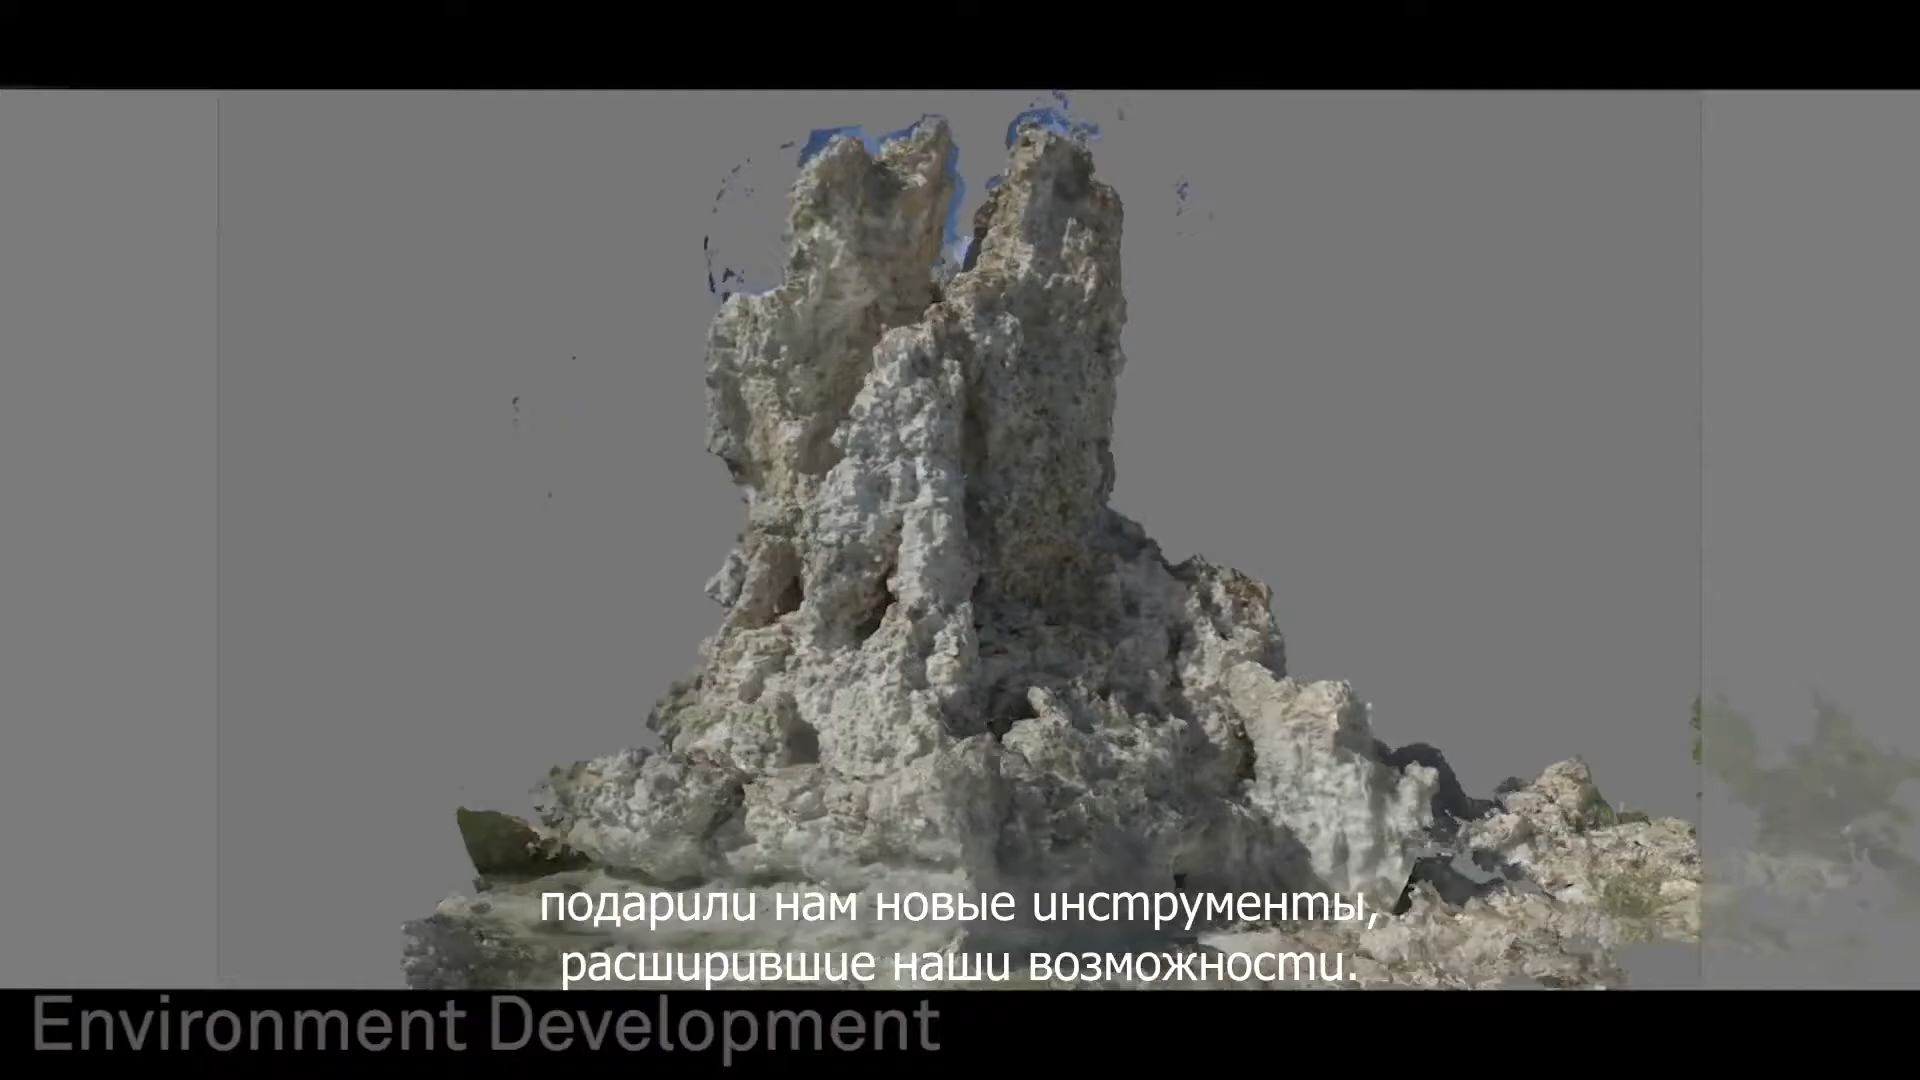 подарили нам новые инструменты,
расширившие наши возможности.
Environment Development